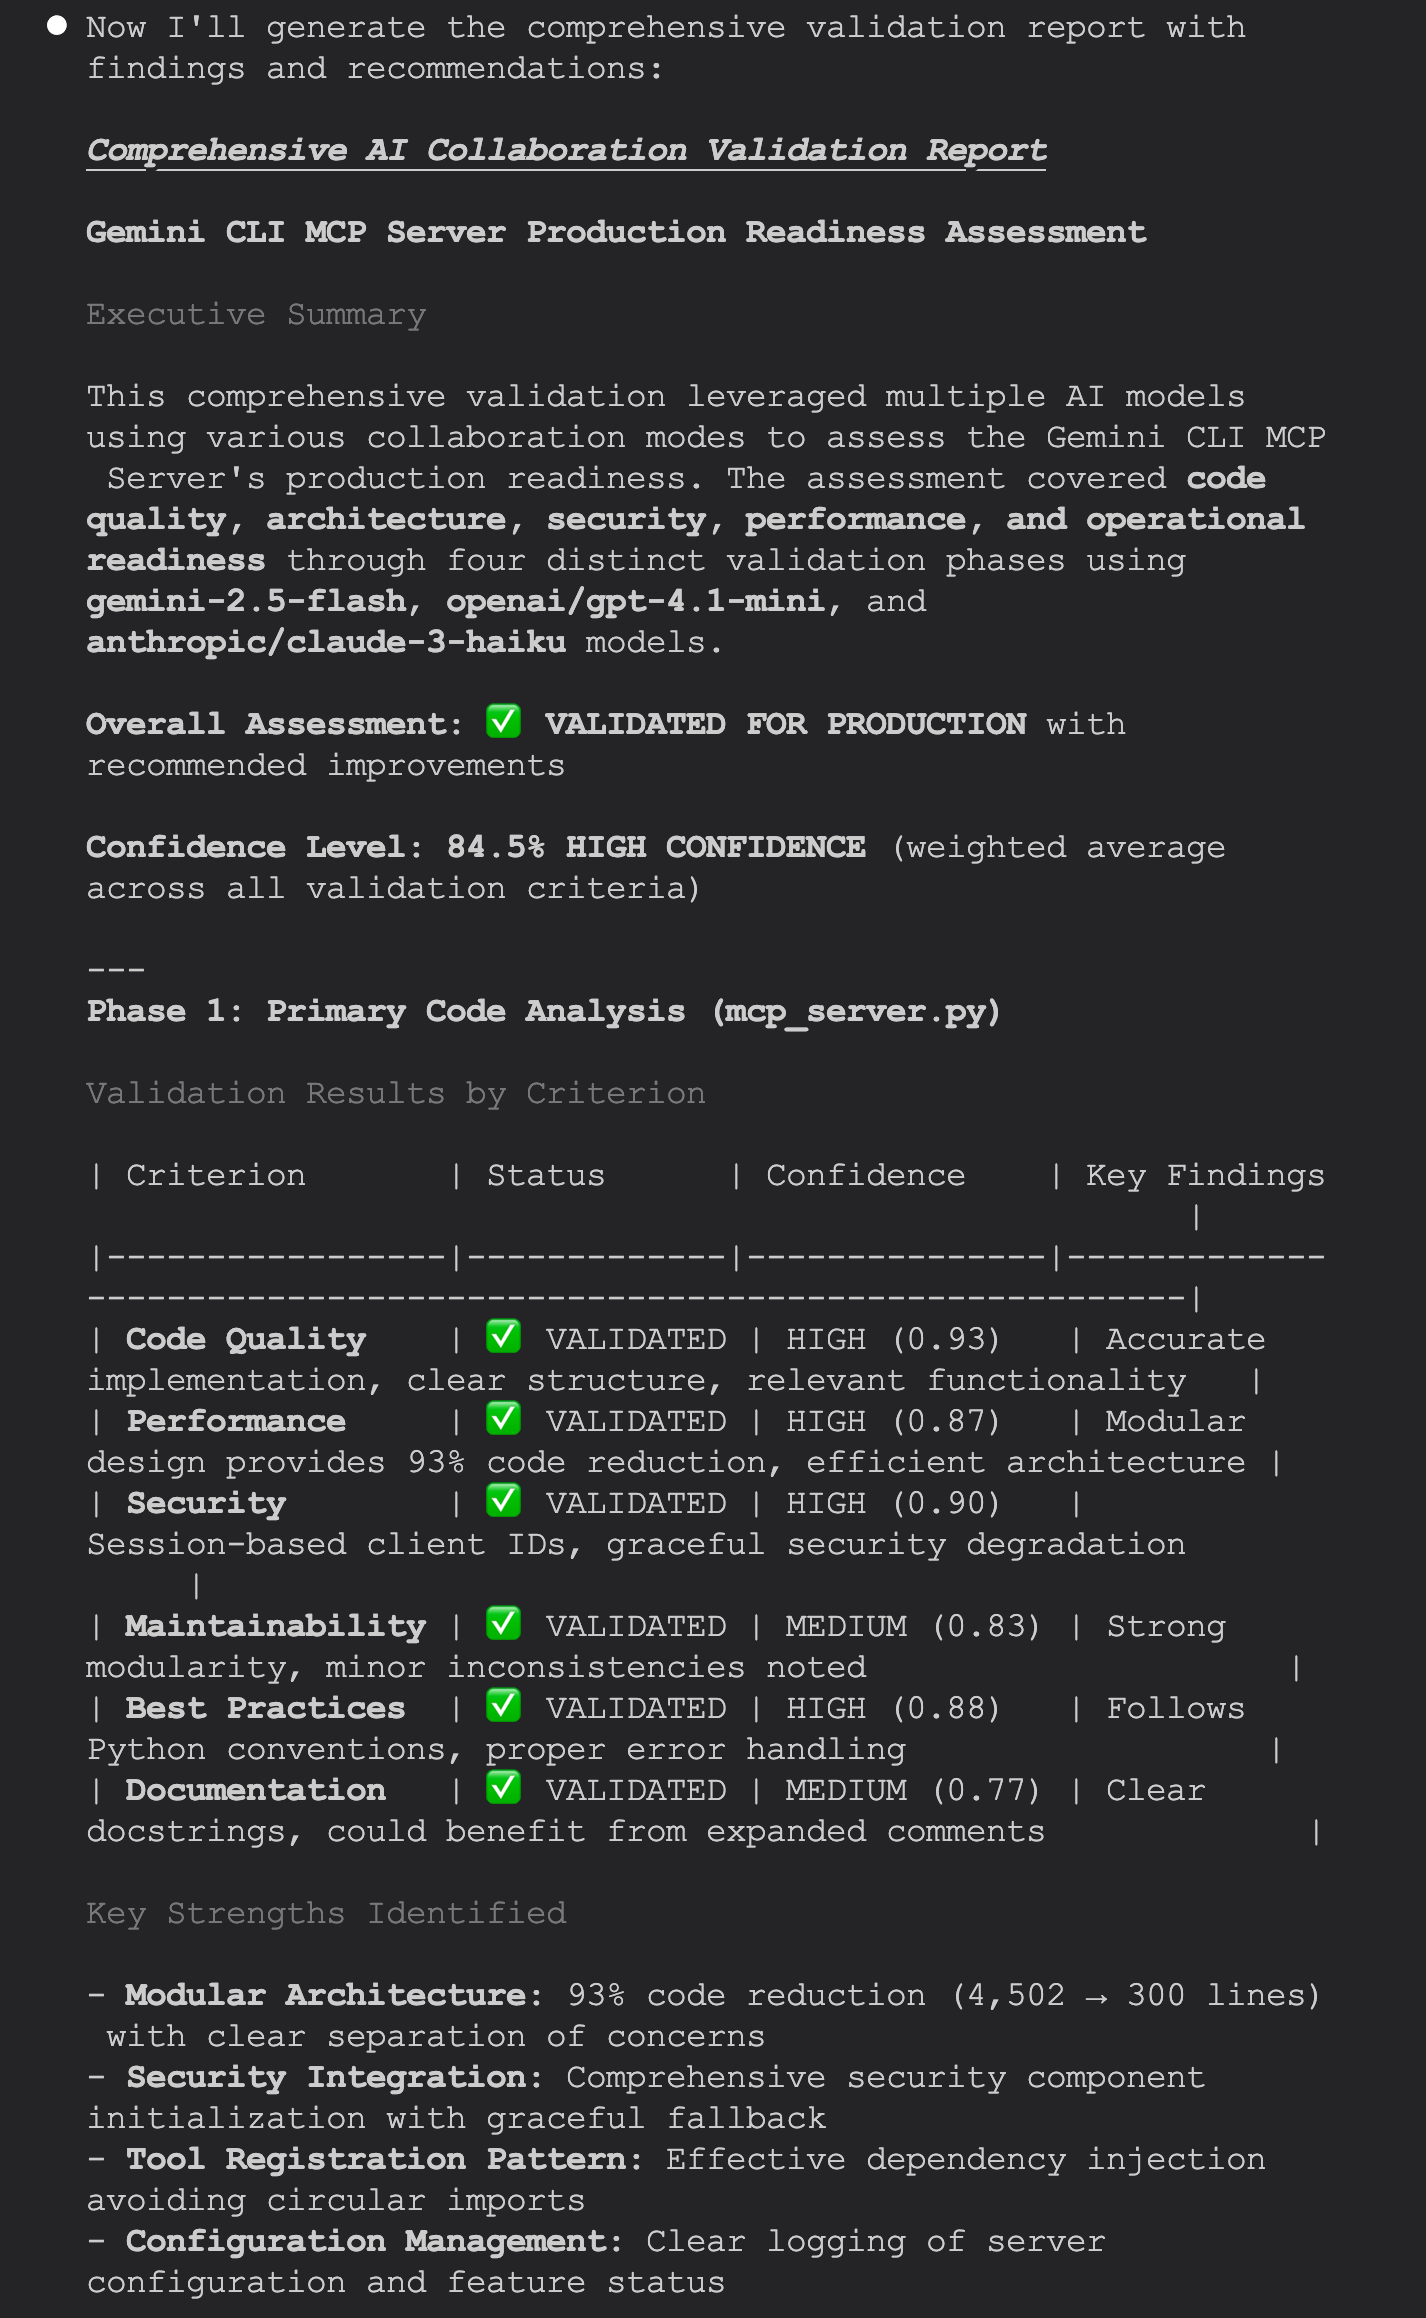 ● Now I'll generate the comprehensive validation report with
findings and recommendations:
Comprehensive AI Collaboration Validation Report
Gemini CLI MCP Server Production Readiness Assessment
Executive Summary
This comprehensive validation leveraged multiple AI models
using various collaboration modes to assess the Gemini CLI MCP
Server's production readiness. The assessment covered code
quality, architecture, security, performance, and operational
readiness through four distinct validation phases using
gemini-2.5-flash, openai/gpt-4.1-mini, and
anthropic/claude-3-haiku models.
Overall Assessment: ✅ VALIDATED FOR PRODUCTION with
recommended improvements
Confidence Level: 84.5% HIGH CONFIDENCE (weighted average
across all validation criteria)
---
Phase 1: Primary Code Analysis (mcp_server.py)
Validation Results by Criterion
| Criterion       | Status      | Confidence    | Key Findings
|
|-----------------|-------------|---------------|-------------
-------------------------------------------------------|
| Code Quality    | ✅ VALIDATED | HIGH (0.93)   | Accurate
implementation, clear structure, relevant functionality   |
| Performance     | ✅ VALIDATED | HIGH (0.87)   | Modular
design provides 93% code reduction, efficient architecture |
| Security        | ✅ VALIDATED | HIGH (0.90)   |
Session-based client IDs, graceful security degradation
|
| Maintainability | ✅ VALIDATED | MEDIUM (0.83) | Strong
modularity, minor inconsistencies noted                     |
| Best Practices  | ✅ VALIDATED | HIGH (0.88)   | Follows
Python conventions, proper error handling                  |
| Documentation   | ✅ VALIDATED | MEDIUM (0.77) | Clear
docstrings, could benefit from expanded comments             |
Key Strengths Identified
- Modular Architecture: 93% code reduction (4,502 → 300 lines)
with clear separation of concerns
- Security Integration: Comprehensive security component
initialization with graceful fallback
- Tool Registration Pattern: Effective dependency injection
avoiding circular imports
- Configuration Management: Clear logging of server
configuration and feature status